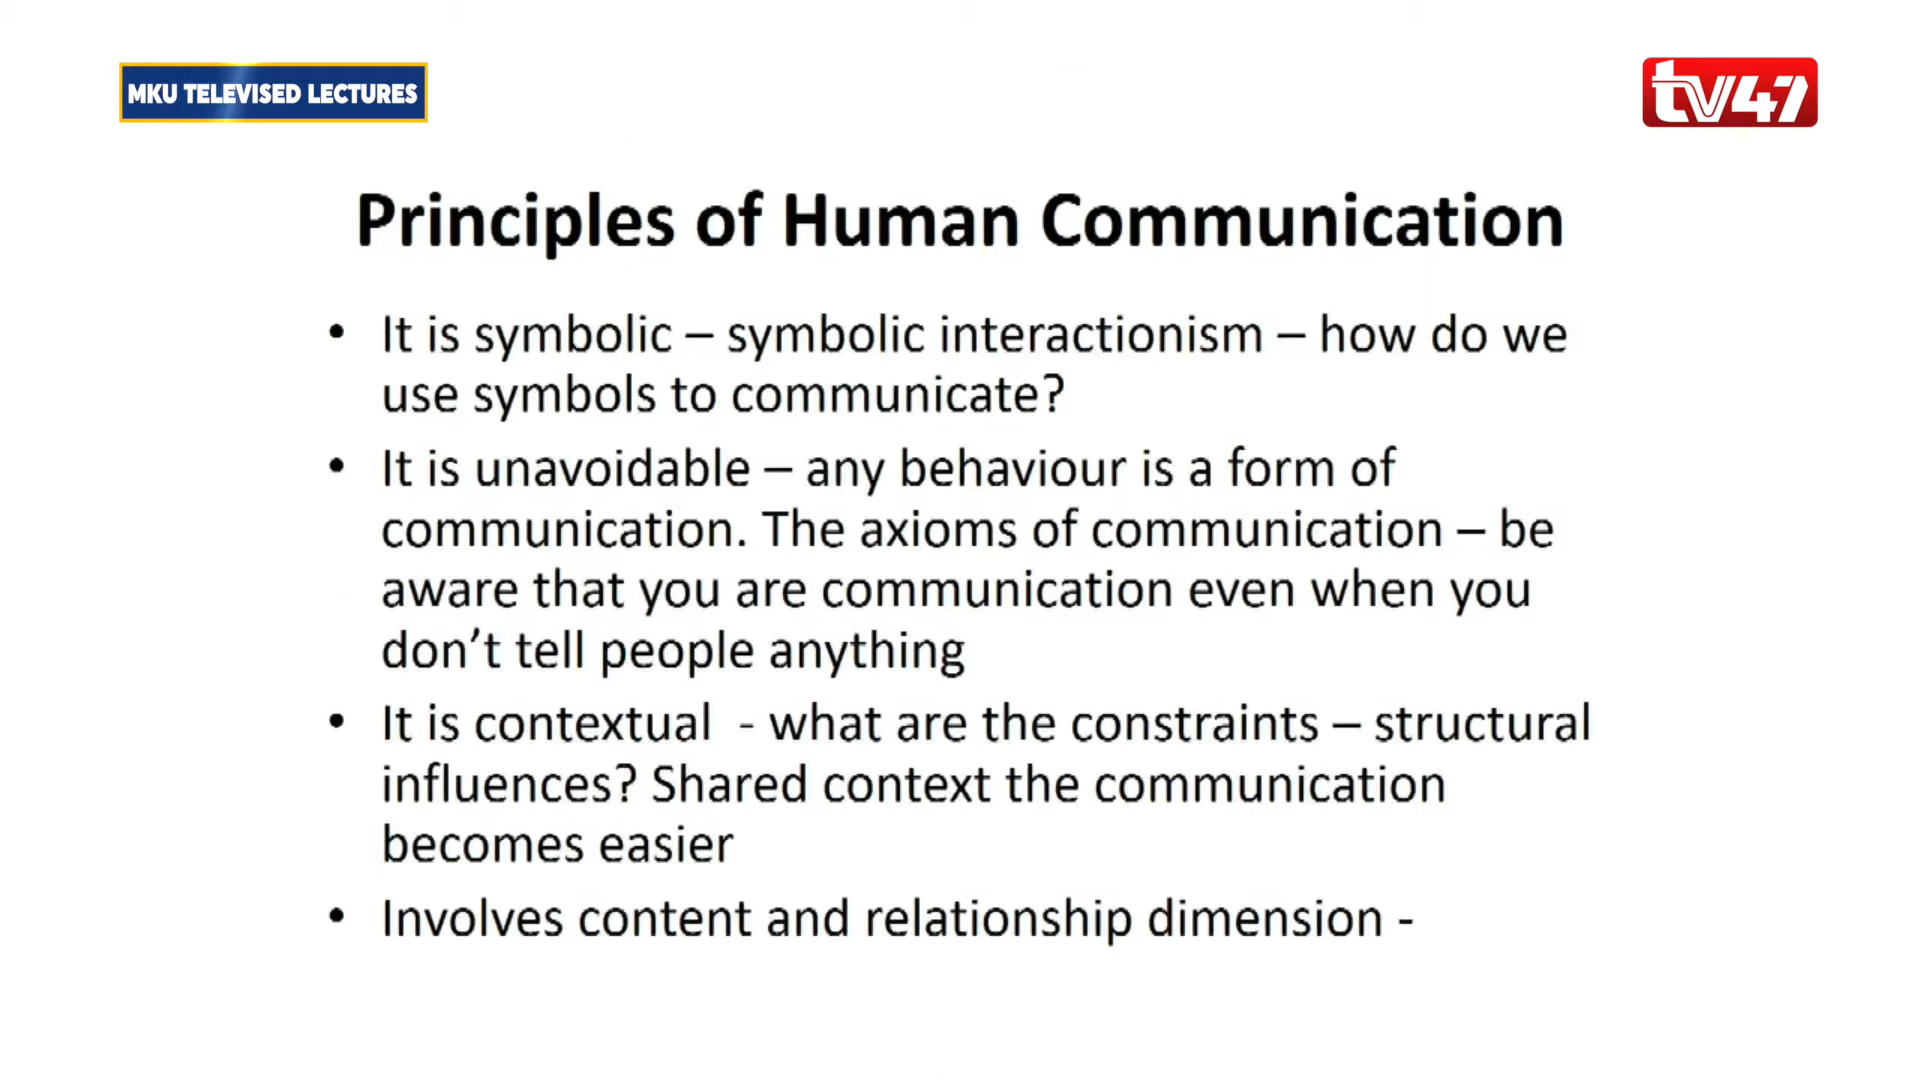 MKU TELEVISED LECTURES
tv47
Principles of Human Communication
• It is symbolic – symbolic interactionism – how do we
use symbols to communicate?
• It is unavoidable – any behaviour is a form of
communication. The axioms of communication – be
aware that you are communication even when you
don’t tell people anything
• It is contextual  - what are the constraints – structural
influences? Shared context the communication
becomes easier
• Involves content and relationship dimension -